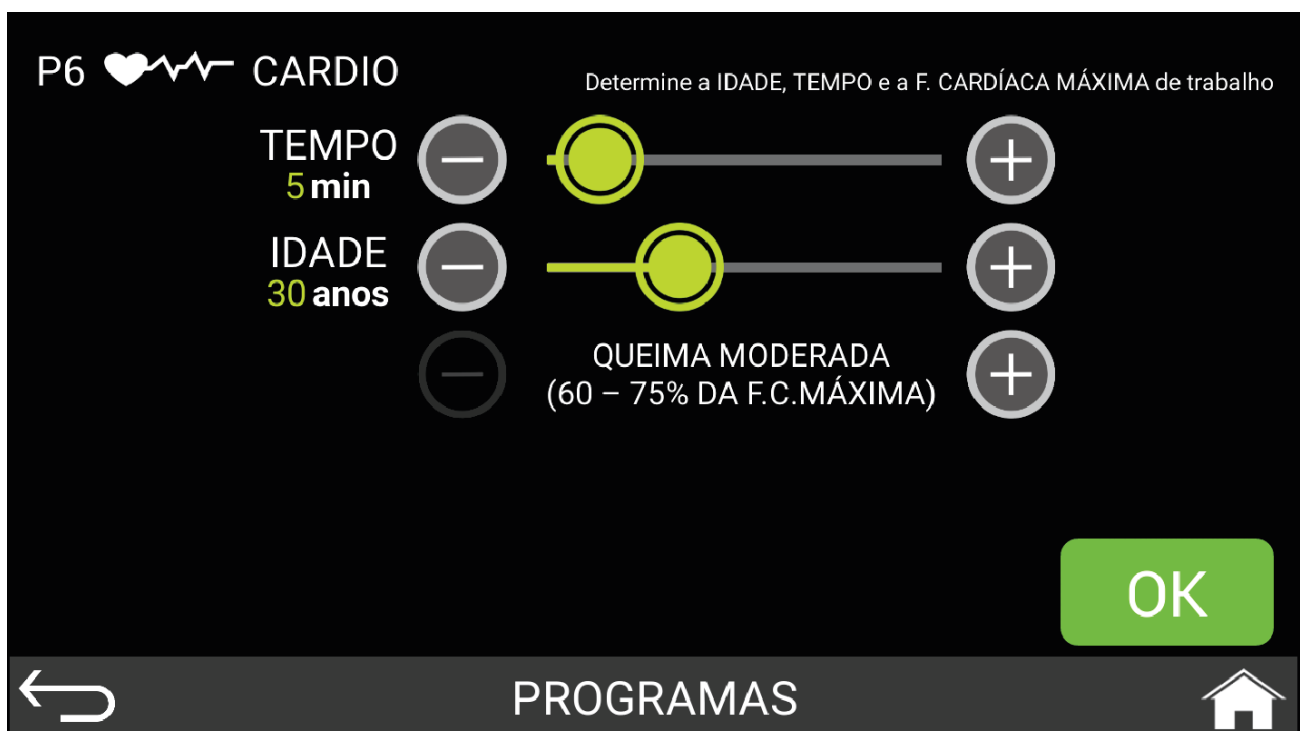 P6 CARDIO
Determine a IDADE, TEMPO e a F. CARDÍACA MÁXIMA de trabalho
TEMPO
5 min
IDADE
30 anos
QUEIMA MODERADA
(60 – 75% DA F.C.MÁXIMA)
OK
PROGRAMAS